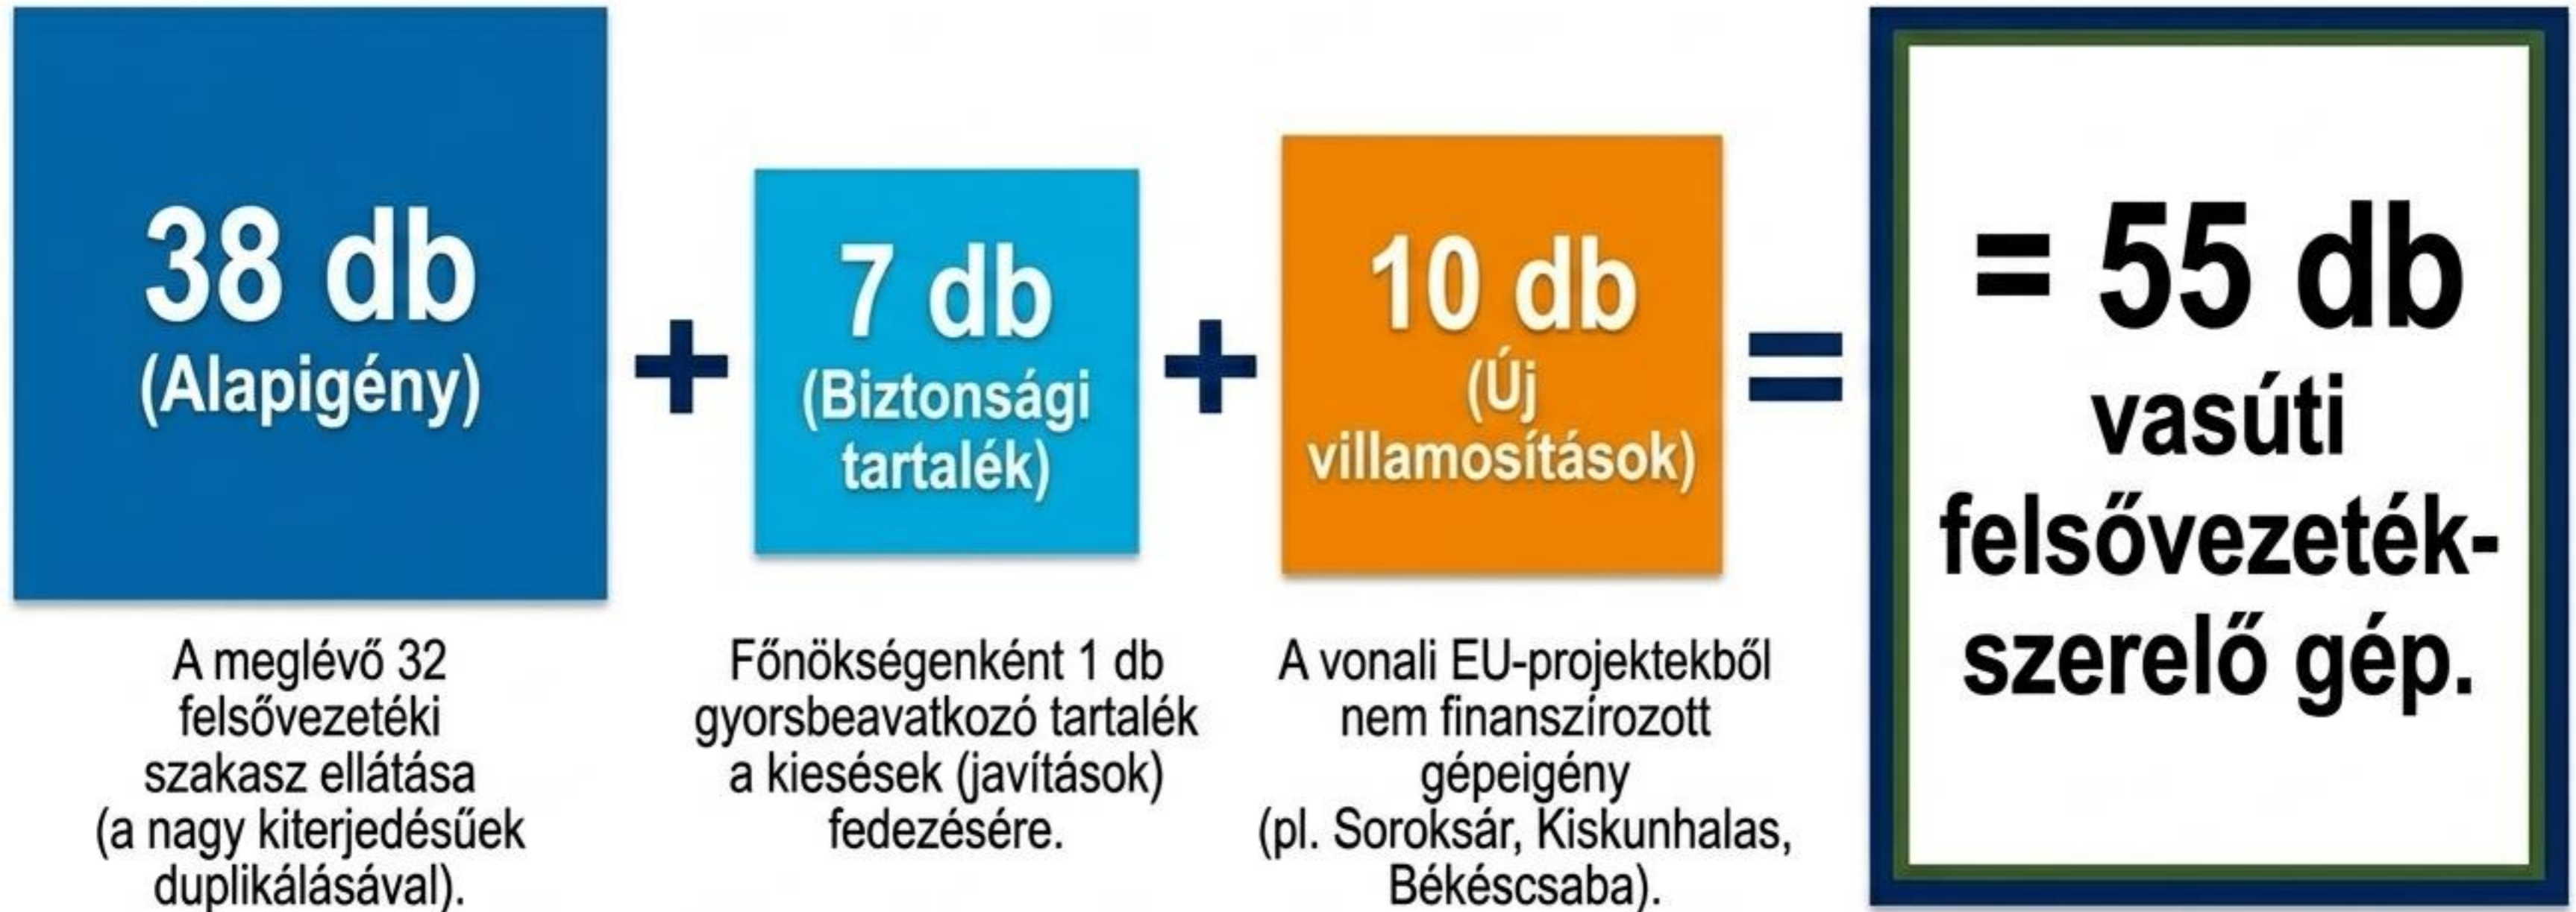 38 db
(Alapigény)
A meglévő 32
felsővezetéki
szakasz ellátása
(a nagy kiterjedésűek
duplikálásával).
+
7 db
(Biztonsági
tartalék)
Főnökségenként 1 db
gyorsbeavatkozó tartalék
a kiesések (javítások)
fedezésére.
+
10 db
(Új
villamosítások)
A vonali EU-projektekből
nem finanszírozott
gépeigény
(pl. Soroksár, Kiskunhalas,
Békéscsaba).
=
= 55 db
vasúti
felsővezeték-
szerelő gép.